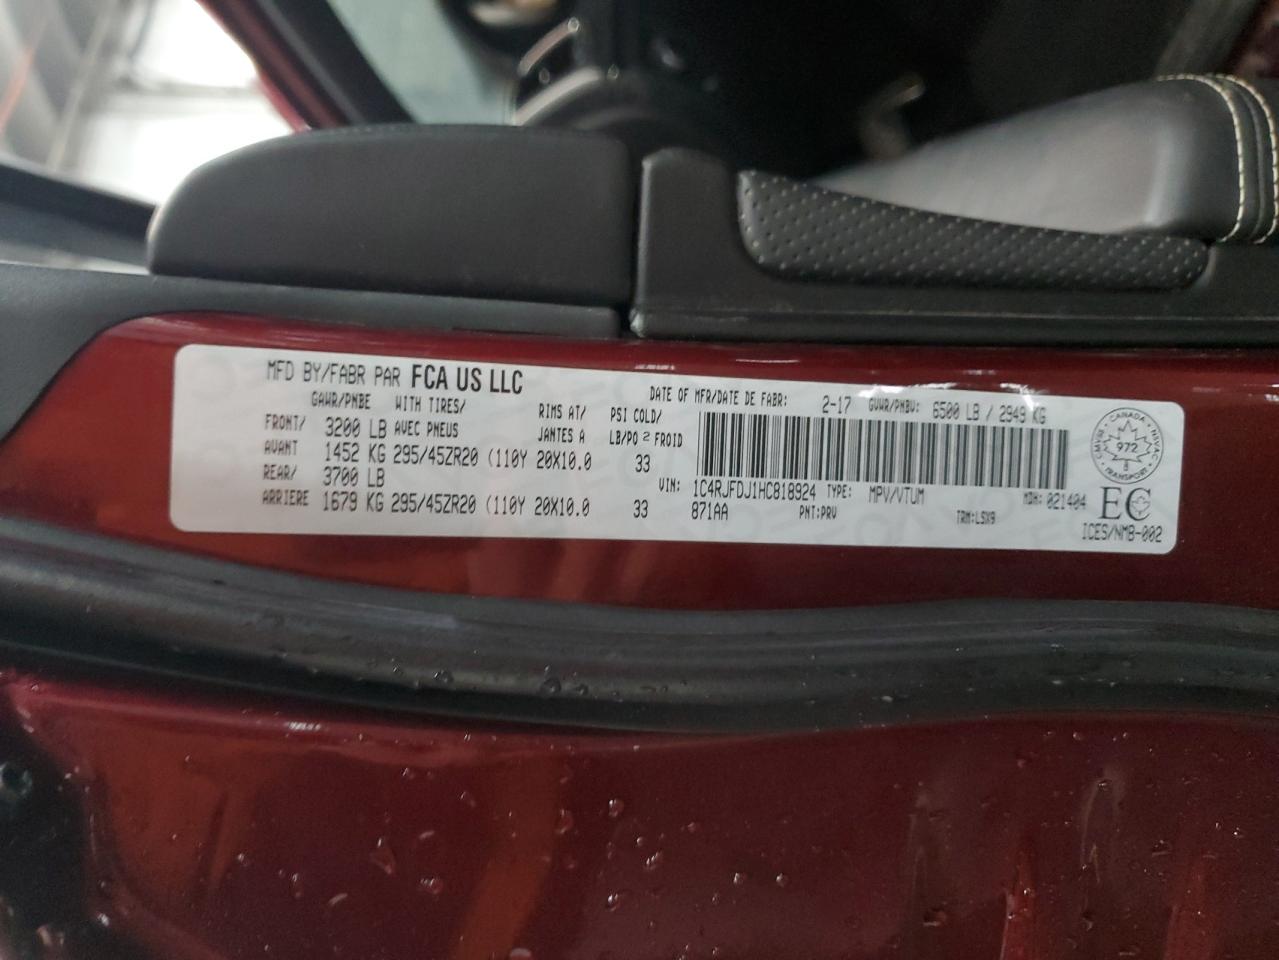 MFD BY/FABR PAR FCA US LLC
DATE OF MFR/DATE DE FABR: 2-17 GVWR/PNBV: 6500 LB / 2949 KG
GAWR/PNBE WITH TIRES/ RIMS AT/ PSI COLD/
FRONT/ 3200 LB AVEC PNEUS JANTES A LB/PO² FROID
AVANT 1452 KG 295/45ZR20 (110Y 20X10.0 33
REAR/ 3700 LB
ARRIERE 1679 KG 295/45ZR20 (110Y 20X10.0 33
VIN: 1C4RJFDJ1HC818924 TYPE: MPV/VTUM MDH: 021404
871AA PNT:PRV TRM:LSX9
CANADA
CMVSS NSVAC
972
8
TRANSPORT
EC
ICES/NMB-002